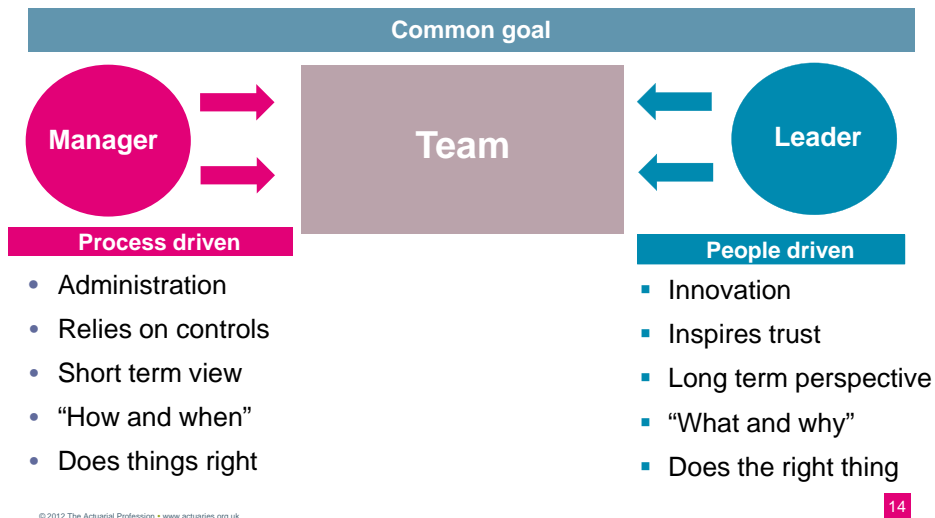 Common goal
Manager
Team
Leader
Process driven
• Administration
• Relies on controls
• Short term view
• “How and when”
• Does things right
People driven
▪ Innovation
▪ Inspires trust
▪ Long term perspective
▪ “What and why”
▪ Does the right thing
© 2012 The Actuarial Profession • www.actuaries.org.uk
14